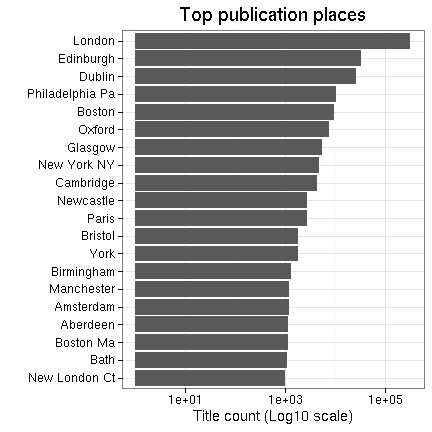 Top publication places
London
Edinburgh
Dublin
Philadelphia Pa
Boston
Oxford
Glasgow
New York NY
Cambridge
Newcastle
Paris
Bristol
York
Birmingham
Manchester
Amsterdam
Aberdeen
Boston Ma
Bath
New London Ct
1e+01 1e+03 1e+05
Title count (Log10 scale)